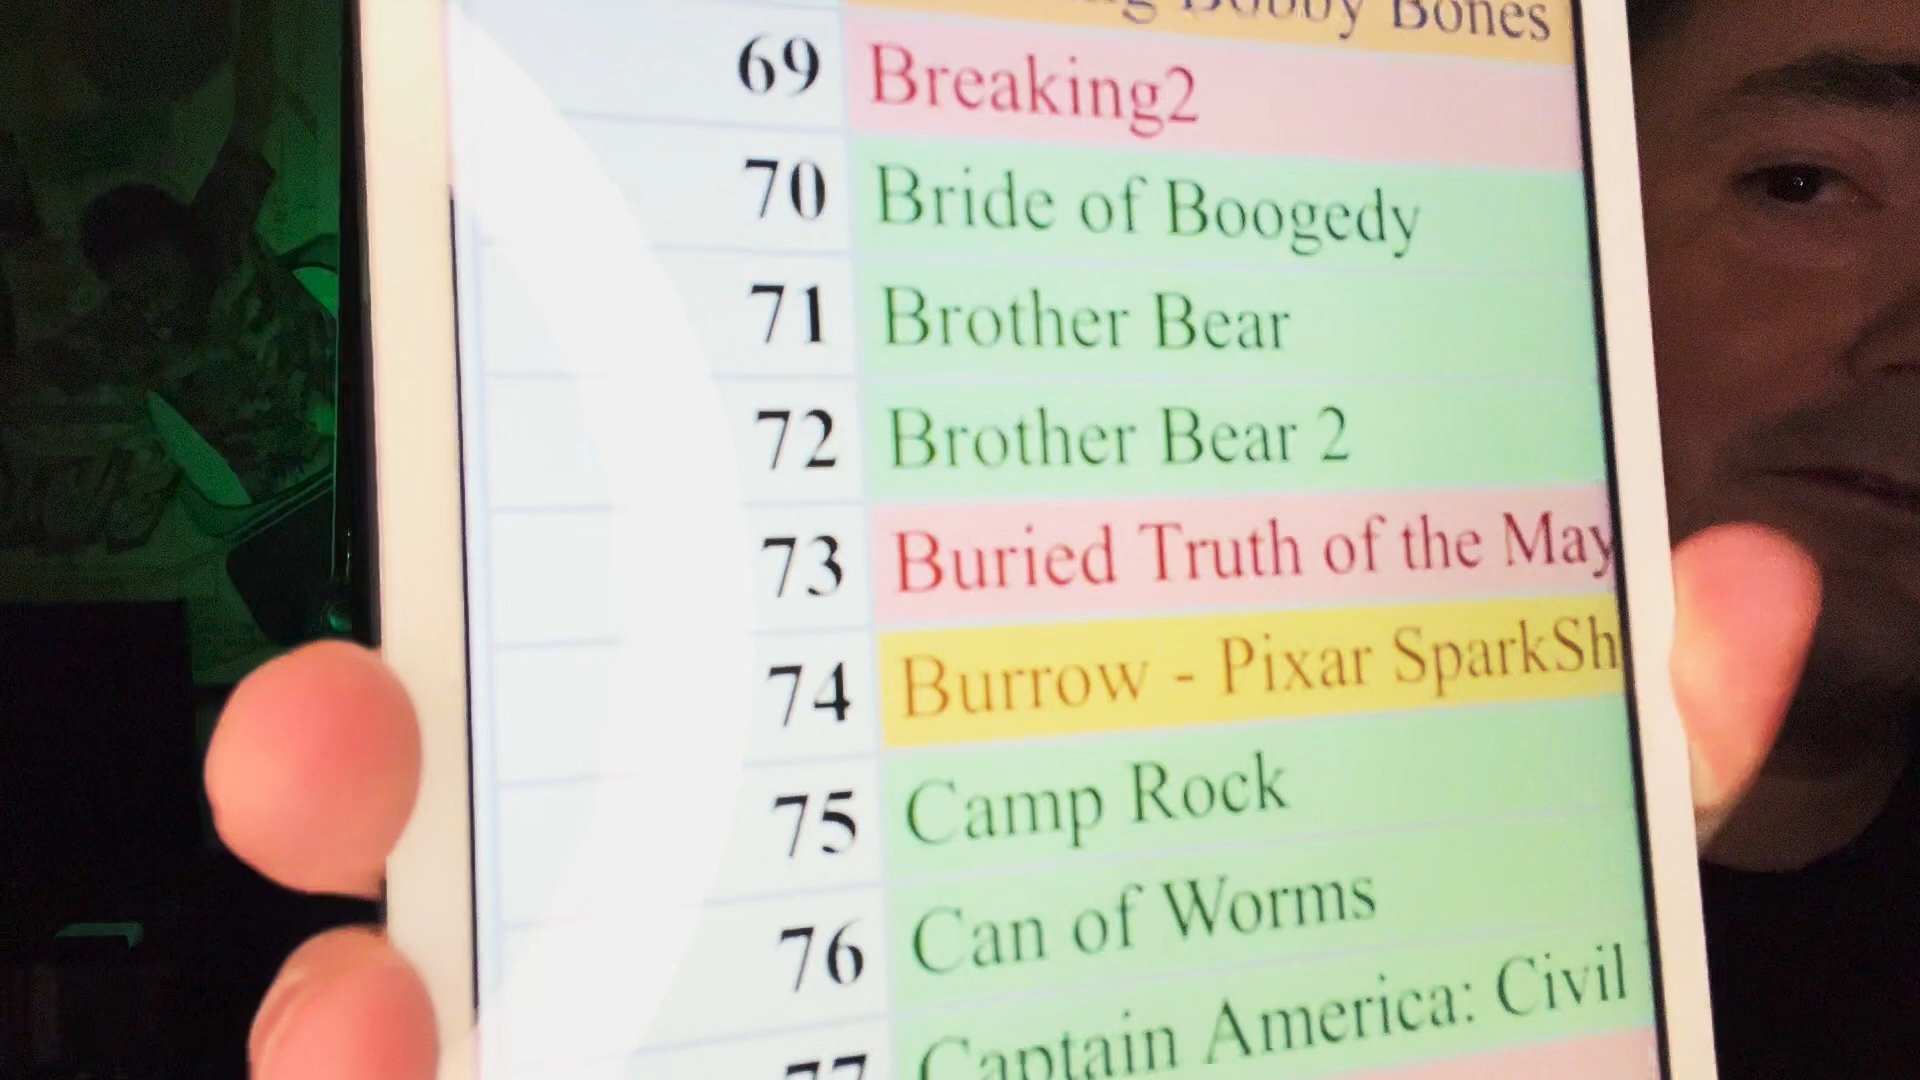 Bobby Bones
69 Breaking2
70 Bride of Boogedy
71 Brother Bear
72 Brother Bear 2
73 Buried Truth of the May
74 Burrow - Pixar SparkSh
75 Camp Rock
76 Can of Worms
77 Captain America: Civil